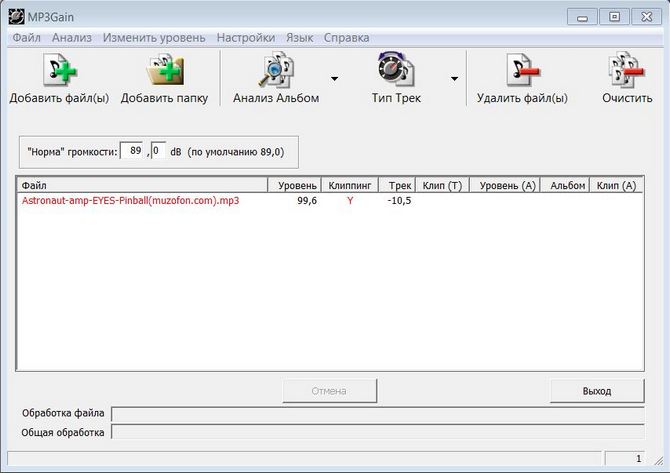 MP3Gain
Файл Анализ Изменить уровень Настройки Язык Справка
Добавить файл(ы) Добавить папку Анализ Альбом Тип Трек Удалить файл(ы) Очистить
"Норма" громкости: 89 ,0 dB (по умолчанию 89,0)
Файл Уровень Клиппинг Трек Клип (Т) Уровень (А) Альбом Клип (А)
Astronaut-amp-EYES-Pinball(muzofon.com).mp3 99,6 Y -10,5
Отмена Выход
Обработка файла
Общая обработка
1